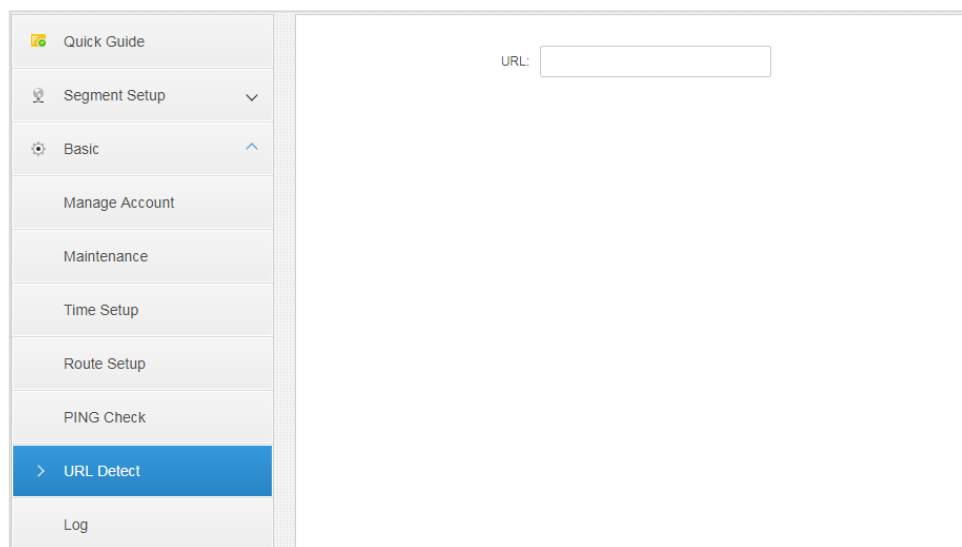 Quick Guide
URL:
Segment Setup
Basic
Manage Account
Maintenance
Time Setup
Route Setup
PING Check
URL Detect
Log